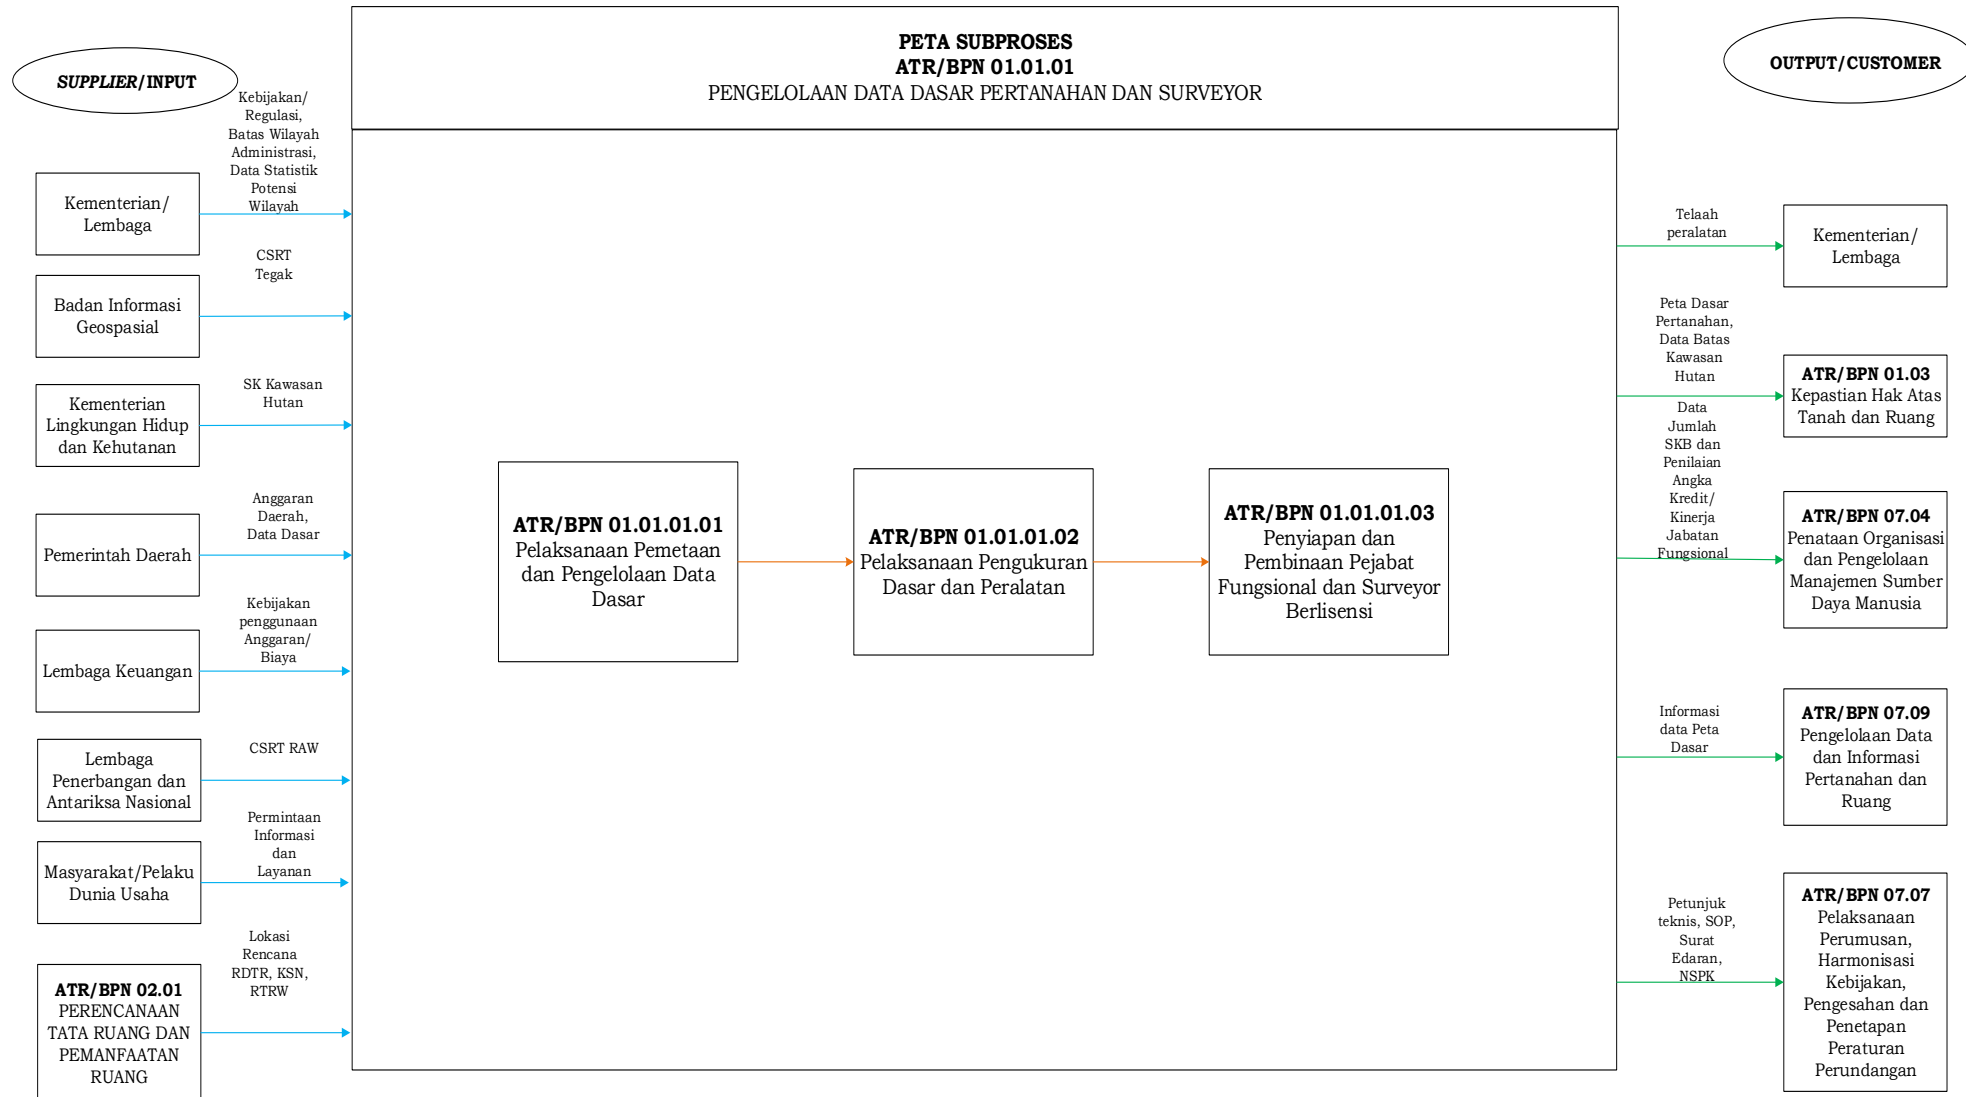 PETA SUBPROSES
ATR/BPN 01.01.01
PENGELOLAAN DATA DASAR PERTANAHAN DAN SURVEYOR
SUPPLIER/INPUT
Kebijakan/
Regulasi,
Batas Wilayah
Administrasi,
Data Statistik
Potensi
Wilayah
Kementerian/
Lembaga
CSRT
Tegak
Badan Informasi
Geospasial
SK Kawasan
Hutan
Kementerian
Lingkungan Hidup
dan Kehutanan
Anggaran
Daerah,
Data Dasar
Pemerintah Daerah
Kebijakan
penggunaan
Anggaran/
Biaya
Lembaga Keuangan
CSRT RAW
Lembaga
Penerbangan dan
Antariksa Nasional
Permintaan
Informasi
dan
Layanan
Masyarakat/Pelaku
Dunia Usaha
Lokasi
Rencana
RDTR, KSN,
RTRW
ATR/BPN 02.01
PERENCANAAN
TATA RUANG DAN
PEMANFAATAN
RUANG
ATR/BPN 01.01.01.01
Pelaksanaan Pemetaan
dan Pengelolaan Data
Dasar
ATR/BPN 01.01.01.02
Pelaksanaan Pengukuran
Dasar dan Peralatan
ATR/BPN 01.01.01.03
Penyiapan dan
Pembinaan Pejabat
Fungsional dan Surveyor
Berlisensi
OUTPUT/CUSTOMER
Telaah
peralatan
Kementerian/
Lembaga
Peta Dasar
Pertanahan,
Data Batas
Kawasan
Hutan
ATR/BPN 01.03
Kepastian Hak Atas
Tanah dan Ruang
Data
Jumlah
SKB dan
Penilaian
Angka
Kredit/
Kinerja
Jabatan
Fungsional
ATR/BPN 07.04
Penataan Organisasi
dan Pengelolaan
Manajemen Sumber
Daya Manusia
Informasi
data Peta
Dasar
ATR/BPN 07.09
Pengelolaan Data
dan Informasi
Pertanahan dan
Ruang
Petunjuk
teknis, SOP,
Surat
Edaran,
NSPK
ATR/BPN 07.07
Pelaksanaan
Perumusan,
Harmonisasi
Kebijakan,
Pengesahan dan
Penetapan
Peraturan
Perundangan